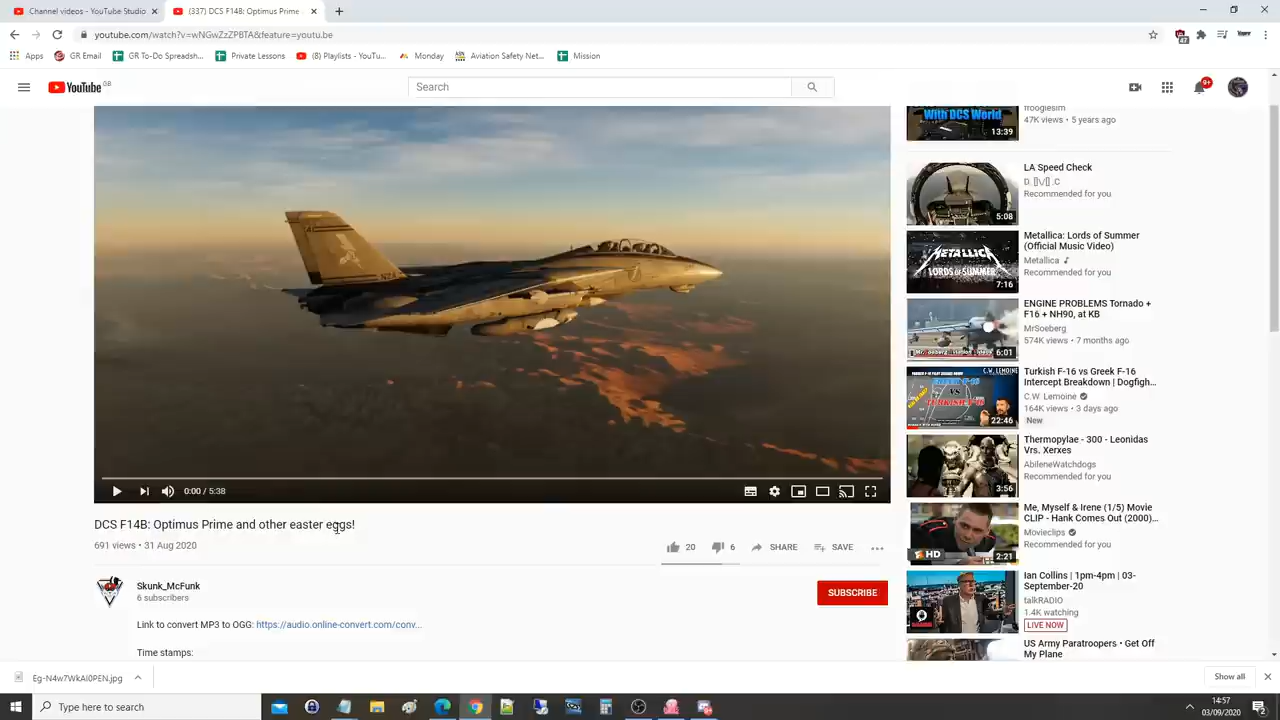 Channel videos - YouTube Studio
(337) DCS F14B: Optimus Prime
youtube.com/watch?v=wNGwZzZPBTA&feature=youtu.be
47
Apps
GR Email
GR To-Do Spreadsh...
Private Lessons
(8) Playlists - YouTu...
Monday
Aviation Safety Net...
Mission
YouTube GB
Search
9+
froogiesim
47K views • 5 years ago
With DCS World
13:39
LA Speed Check
D. []\/[] .C
Recommended for you
5:08
Metallica: Lords of Summer
(Official Music Video)
Metallica
Recommended for you
METALLICA
LORDS OF SUMMER
7:16
ENGINE PROBLEMS Tornado +
F16 + NH90, at KB
MrSoeberg
574K views • 7 months ago
6:01
Turkish F-16 vs Greek F-16
Intercept Breakdown | Dogfigh...
C.W. Lemoine
164K views • 3 days ago
New
C.W. LEMOINE
VS
22:46
Thermopylae - 300 - Leonidas
Vrs. Xerxes
AbileneWatchdogs
Recommended for you
3:56
Me, Myself & Irene (1/5) Movie
CLIP - Hank Comes Out (2000)...
Movieclips
Recommended for you
HD
2:21
Ian Collins | 1pm-4pm | 03-
September-20
talkRADIO
1.4K watching
LIVE NOW
US Army Paratroopers • Get Off
My Plane
0:00 / 5:38
DCS F14B: Optimus Prime and other easter eggs!
691 views • 31 Aug 2020
20
6
SHARE
SAVE
Skunk_McFunk
6 subscribers
SUBSCRIBE
Link to convert MP3 to OGG: https://audio.online-convert.com/conv...
Time stamps:
Eg-N4w7WkAI0PEN.jpg
Show all
Type here to search
14:57
03/09/2020
2